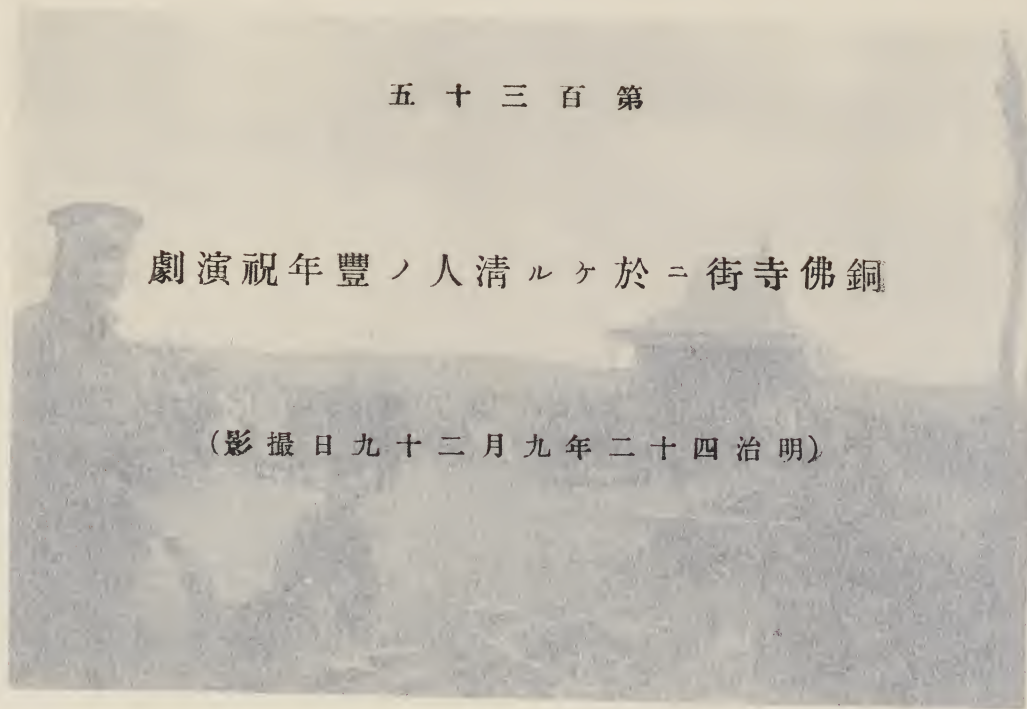 第百三十五
銅佛寺街ニ於ケル清人ノ豐年祝演劇
(明治四十二年九月二十九日撮影)